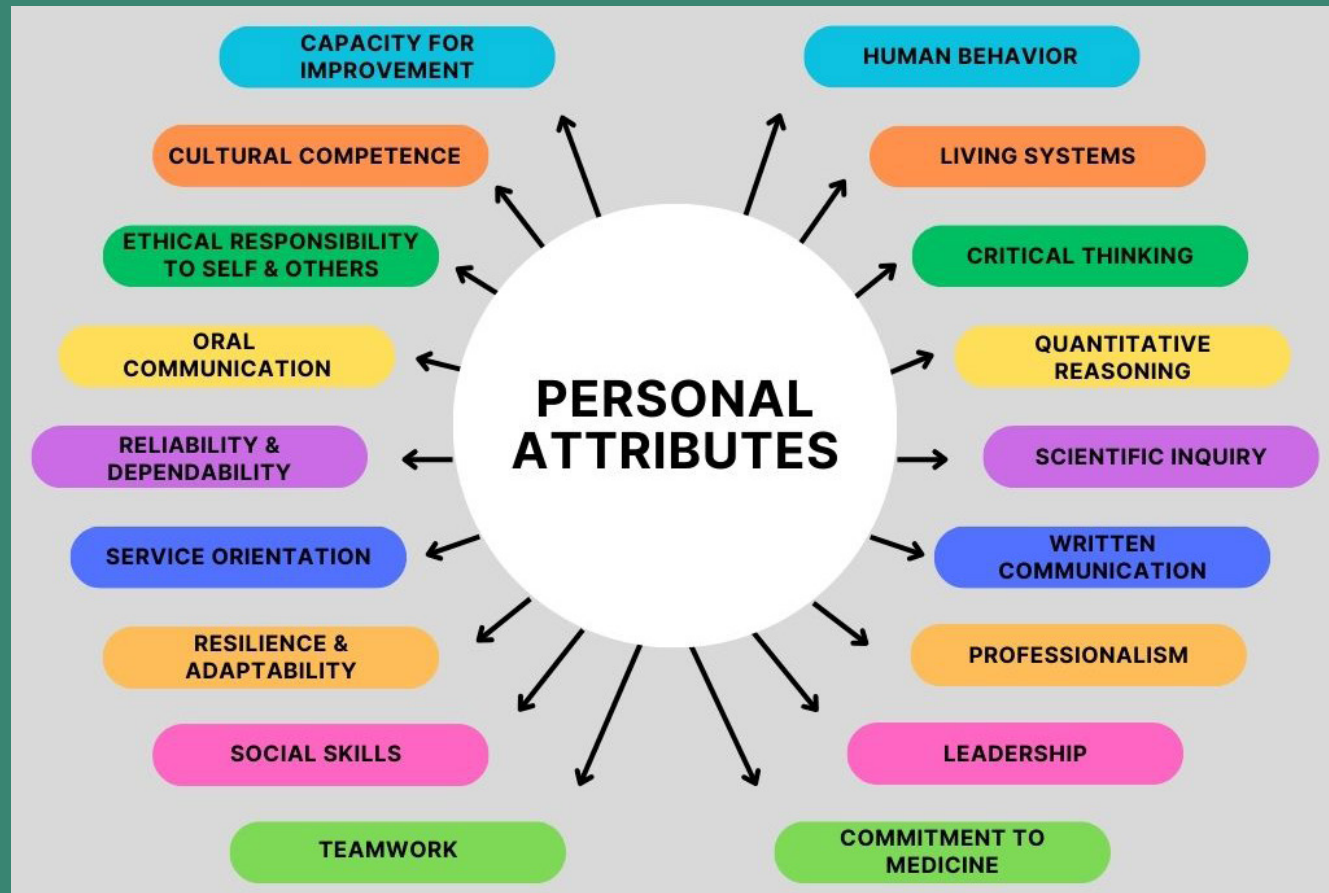 CAPACITY FOR
IMPROVEMENT
HUMAN BEHAVIOR
CULTURAL COMPETENCE
LIVING SYSTEMS
ETHICAL RESPONSIBILITY
TO SELF & OTHERS
CRITICAL THINKING
ORAL
COMMUNICATION
QUANTITATIVE
REASONING
PERSONAL
ATTRIBUTES
RELIABILITY &
DEPENDABILITY
SCIENTIFIC INQUIRY
SERVICE ORIENTATION
WRITTEN
COMMUNICATION
RESILIENCE &
ADAPTABILITY
PROFESSIONALISM
SOCIAL SKILLS
LEADERSHIP
TEAMWORK
COMMITMENT TO
MEDICINE